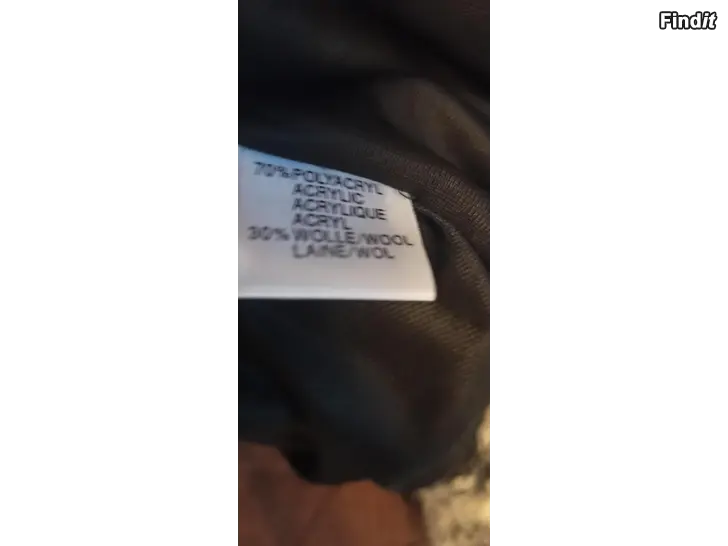 Findit
70% POLYACRYL
ACRYLIC
ACRYLIQUE
ACRYL
30% WOLLE/WOOL
LAINE/WOL